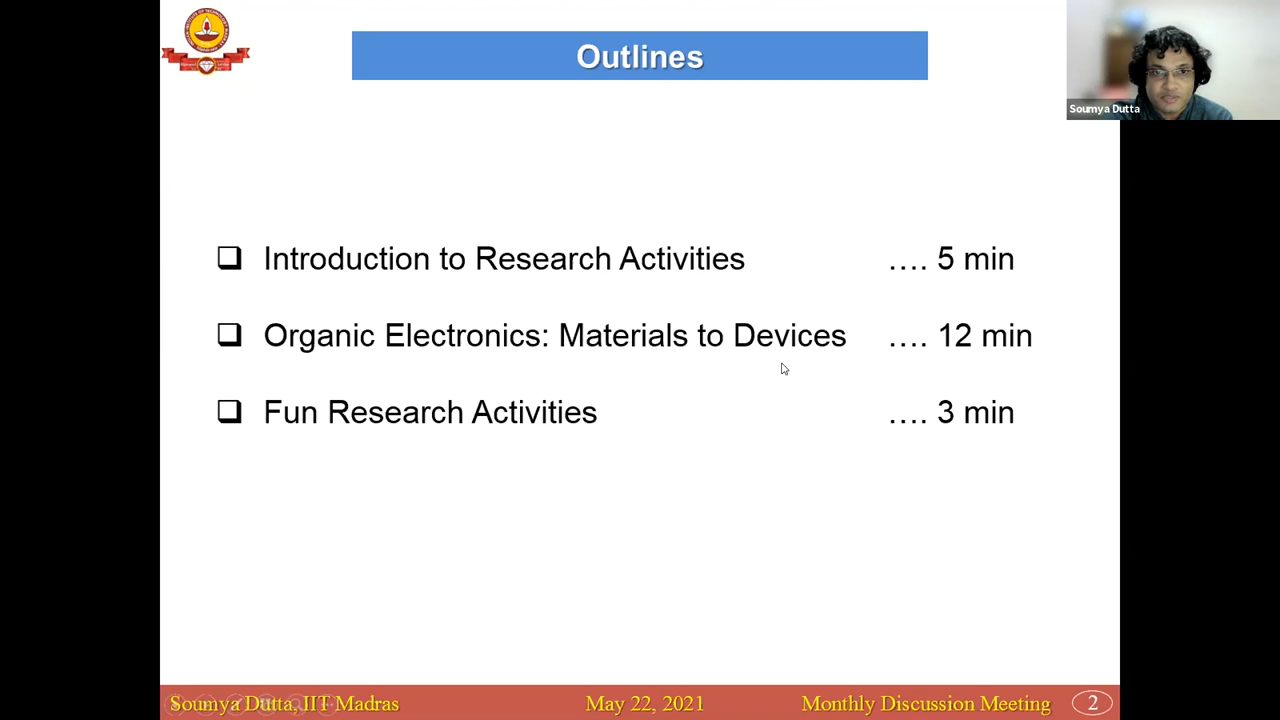 Outlines
Soumya Dutta
❑ Introduction to Research Activities …. 5 min
❑ Organic Electronics: Materials to Devices …. 12 min
❑ Fun Research Activities …. 3 min
Soumya Dutta, IIT Madras May 22, 2021 Monthly Discussion Meeting 2